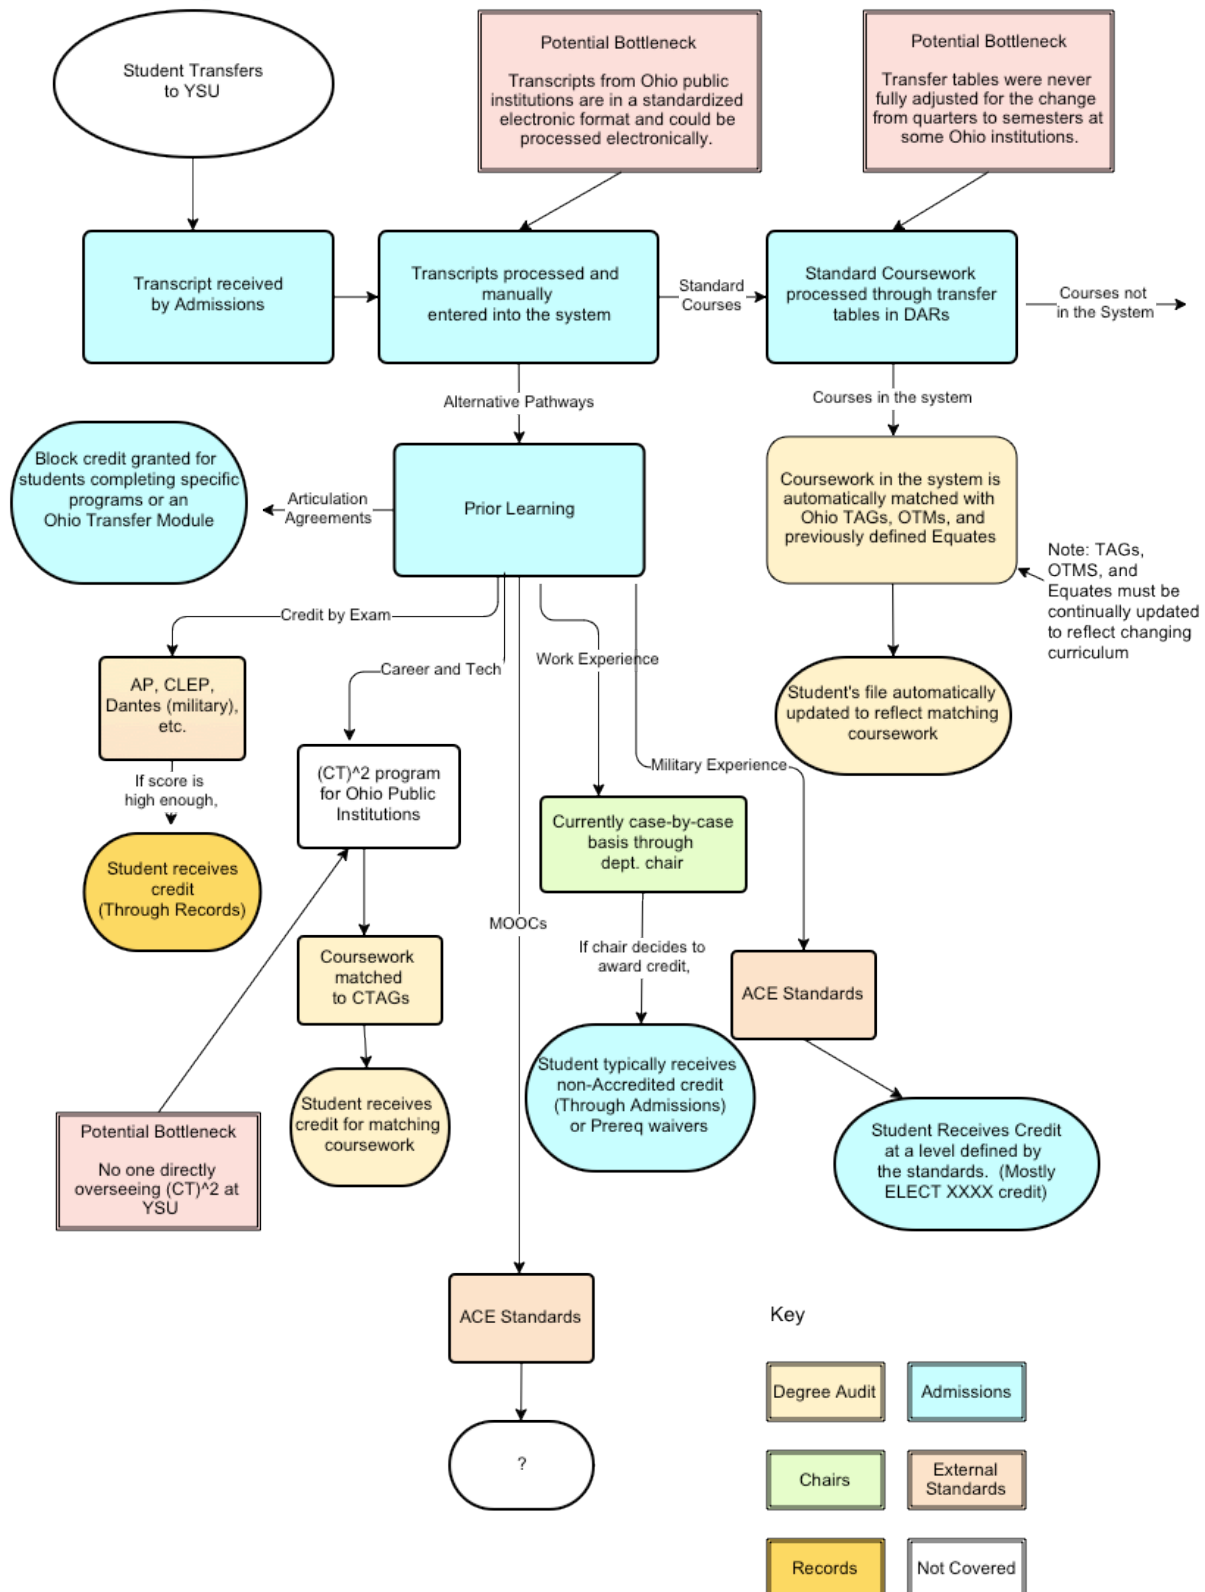 Student Transfers
to YSU
Potential Bottleneck
Transcripts from Ohio public
institutions are in a standardized
electronic format and could be
processed electronically.
Potential Bottleneck
Transfer tables were never
fully adjusted for the change
from quarters to semesters at
some Ohio institutions.
Transcript received
by Admissions
Transcripts processed and
manually
entered into the system
Standard
Courses
Standard Coursework
processed through transfer
tables in DARs
Courses not
in the System
Alternative Pathways
Courses in the system
Block credit granted for
students completing specific
programs or an
Ohio Transfer Module
Articulation
Agreements
Prior Learning
Coursework in the system is
automatically matched with
Ohio TAGs, OTMs, and
previously defined Equates
Note: TAGs,
OTMS, and
Equates must be
continually updated
to reflect changing
curriculum
Credit by Exam
Career and Tech
Work Experience
Military Experience
Student's file automatically
updated to reflect matching
coursework
AP, CLEP,
Dantes (military),
etc.
If score is
high enough,
Student receives
credit
(Through Records)
(CT)^2 program
for Ohio Public
Institutions
Currently case-by-case
basis through
dept. chair
MOOCs
Coursework
matched
to CTAGs
If chair decides to
award credit,
ACE Standards
Student receives
credit for matching
coursework
Student typically receives
non-Accredited credit
(Through Admissions)
or Prereq waivers
Student Receives Credit
at a level defined by
the standards. (Mostly
ELECT XXXX credit)
Potential Bottleneck
No one directly
overseeing (CT)^2 at
YSU
ACE Standards
?
Key
Degree Audit
Admissions
Chairs
External
Standards
Records
Not Covered